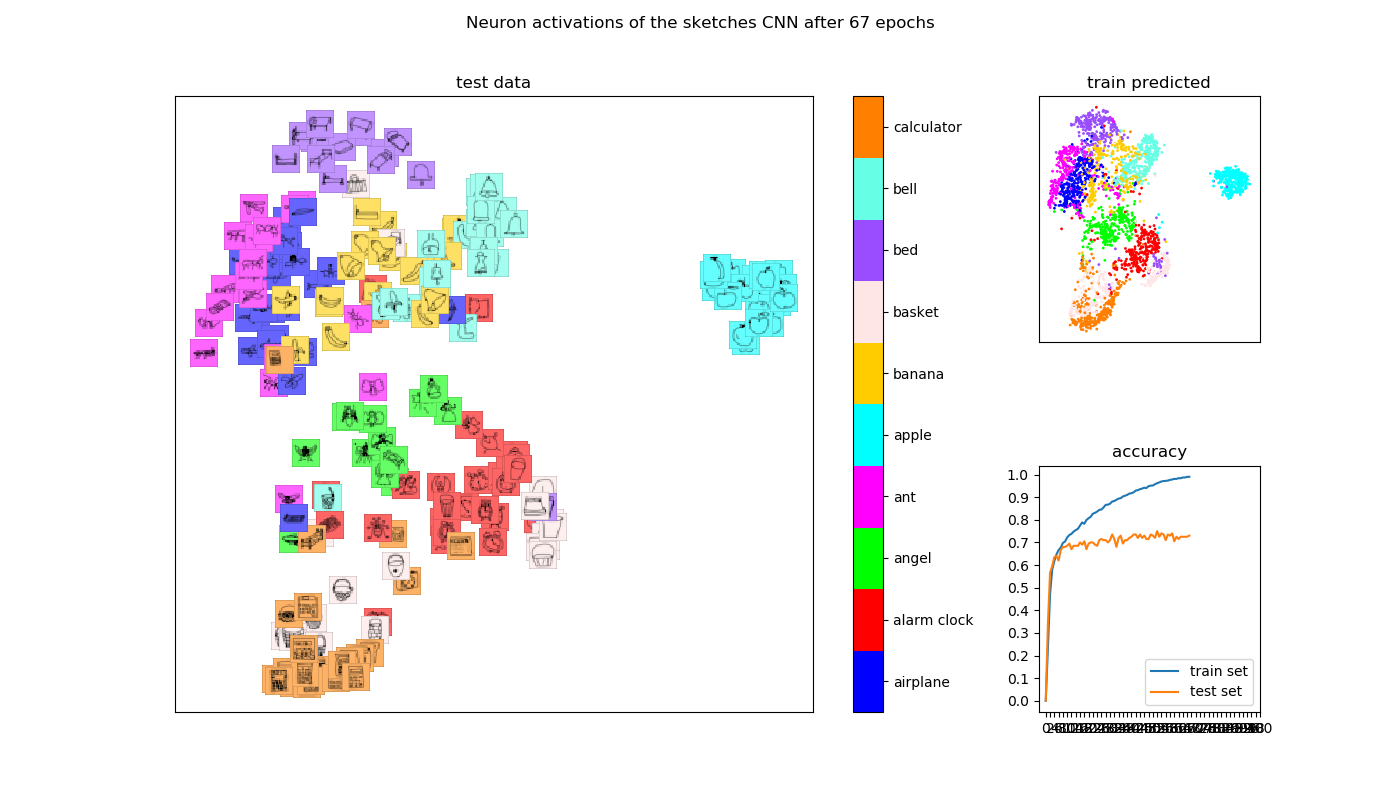 Neuron activations of the sketches CNN after 67 epochs
test data
calculator
bell
bed
basket
banana
apple
ant
angel
alarm clock
airplane
train predicted
accuracy
1.0
0.9
0.8
0.7
0.6
0.5
0.4
0.3
0.2
0.1
0.0
train set
test set